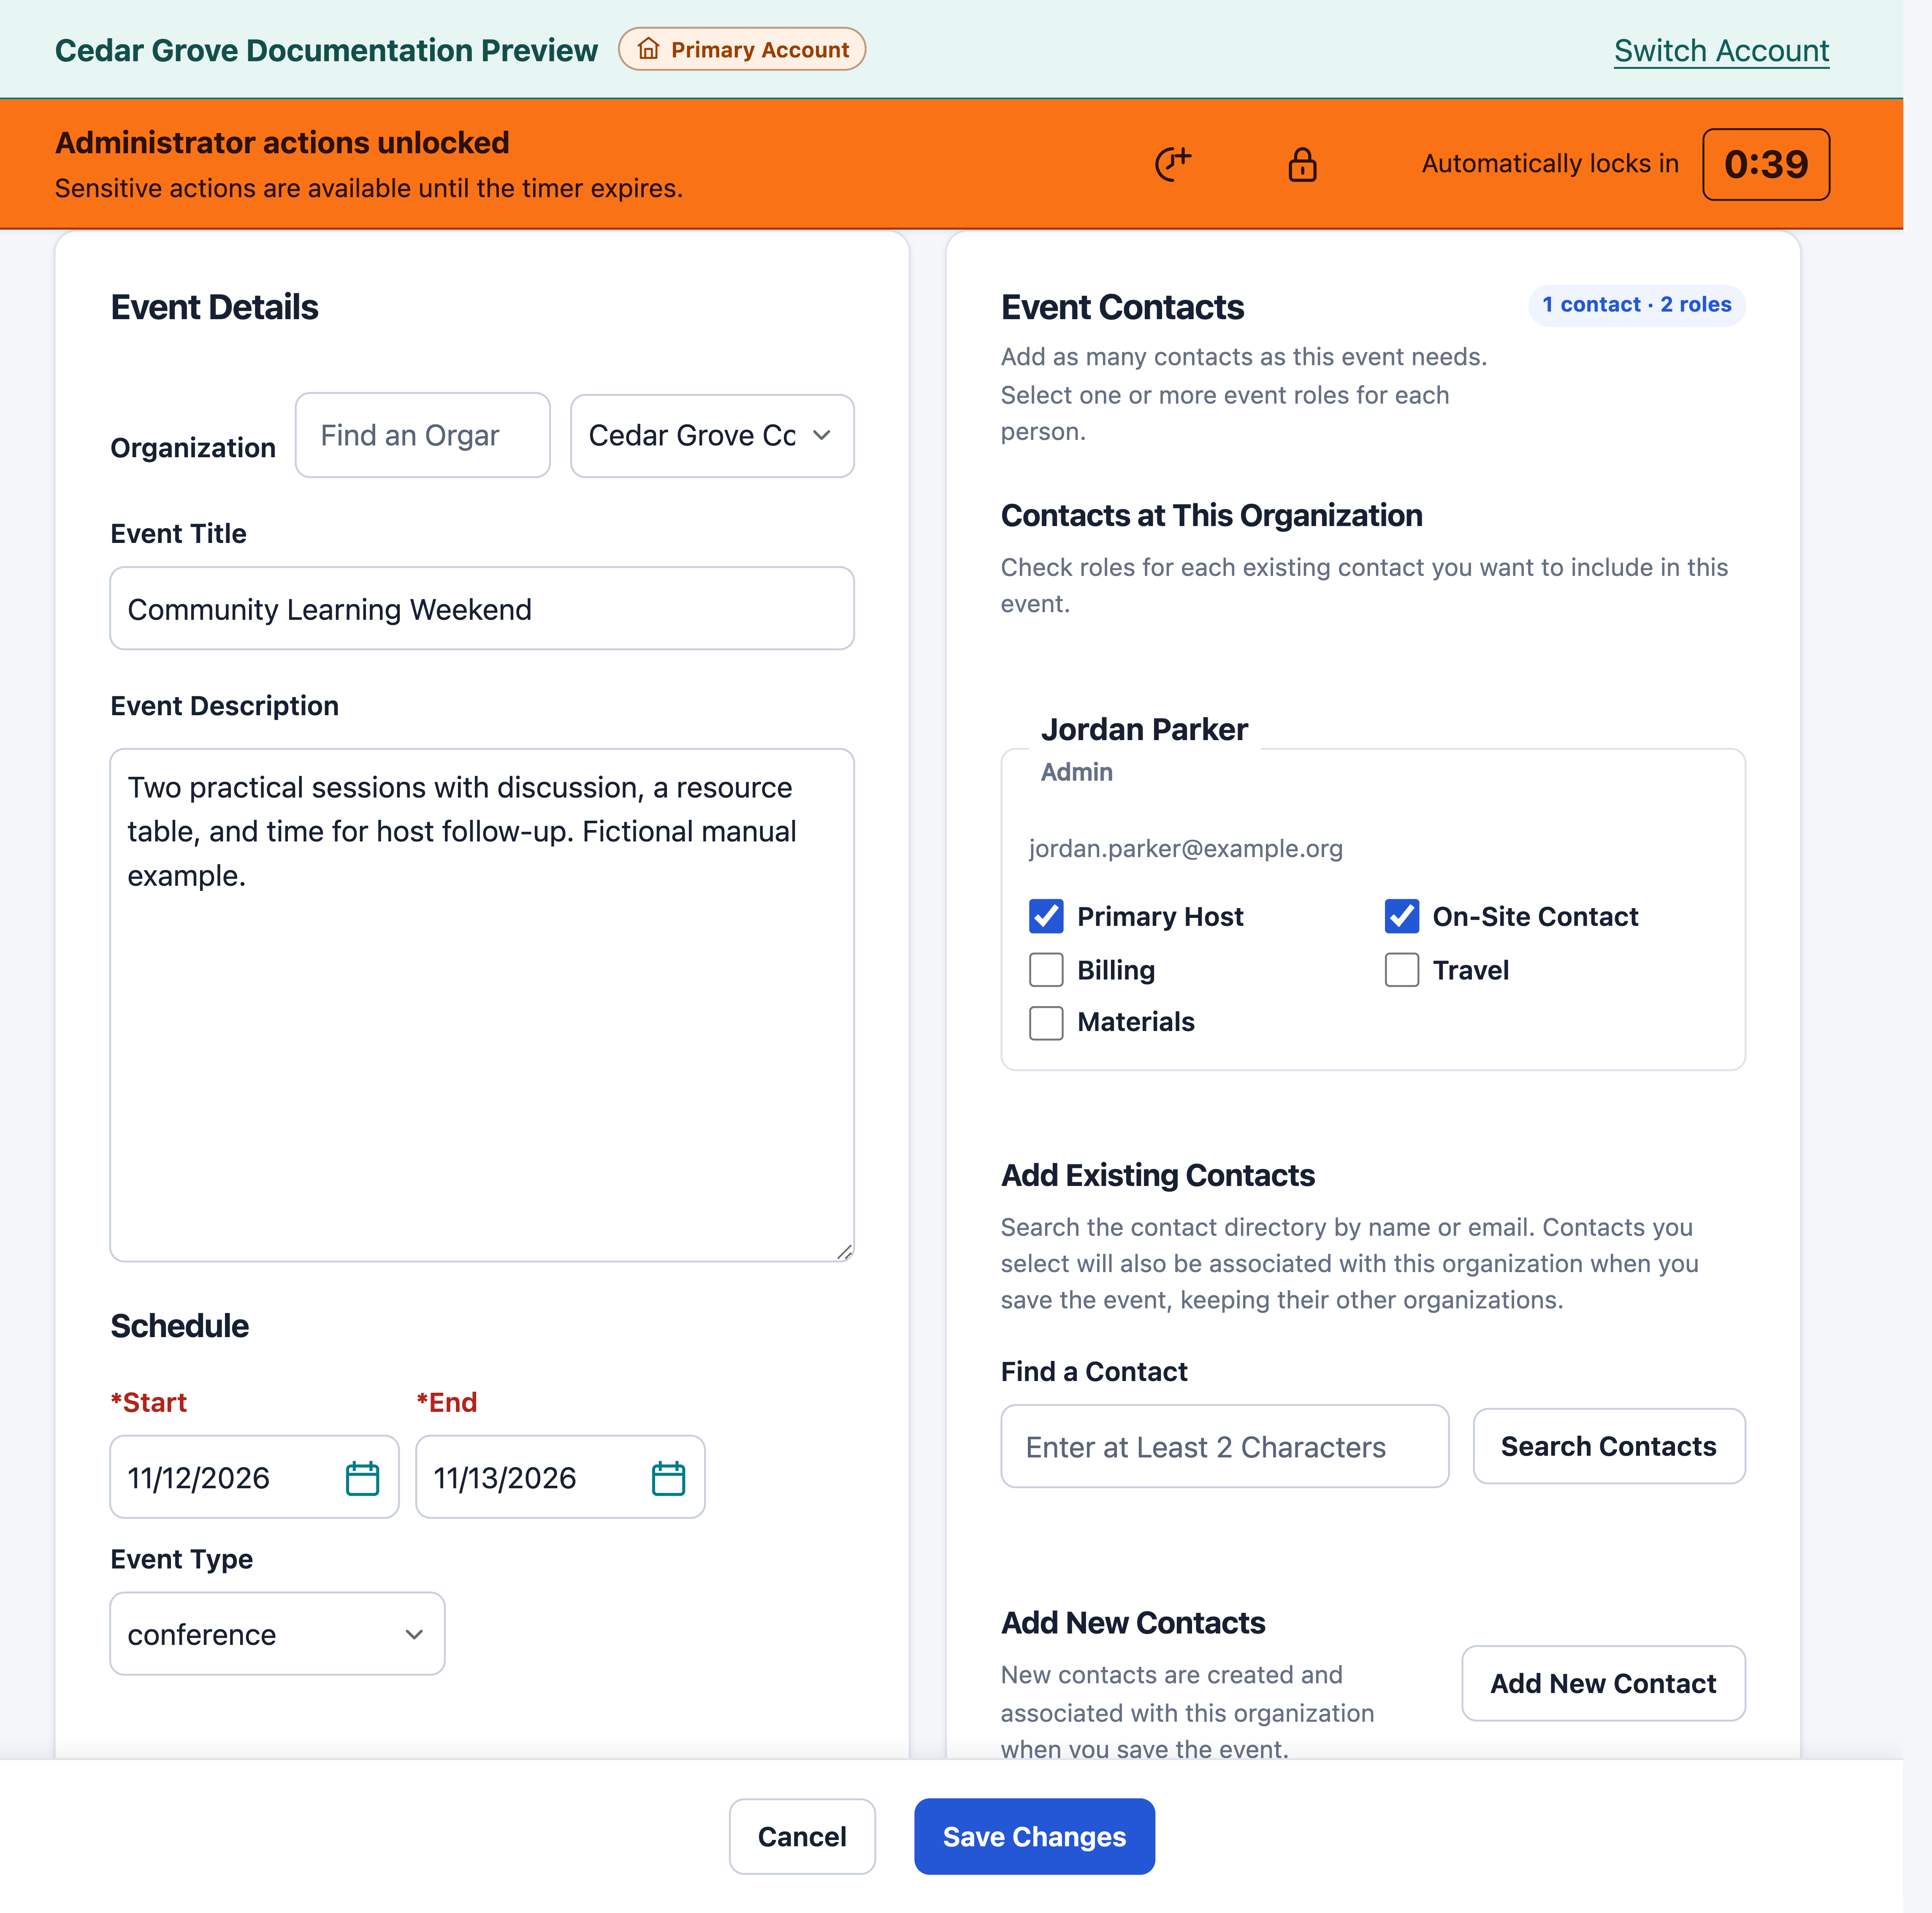 Cedar Grove Documentation Preview
Primary Account
Switch Account
Administrator actions unlocked
Sensitive actions are available until the timer expires.
Automatically locks in
0:39
Event Details
Organization
Find an Orgar
Cedar Grove Cc
Event Title
Community Learning Weekend
Event Description
Two practical sessions with discussion, a resource
table, and time for host follow-up. Fictional manual
example.
Schedule
*Start
*End
11/12/2026
11/13/2026
Event Type
conference
Event Contacts
1 contact · 2 roles
Add as many contacts as this event needs.
Select one or more event roles for each
person.
Contacts at This Organization
Check roles for each existing contact you want to include in this
event.
Jordan Parker
Admin
jordan.parker@example.org
Primary Host
On-Site Contact
Billing
Travel
Materials
Add Existing Contacts
Search the contact directory by name or email. Contacts you
select will also be associated with this organization when you
save the event, keeping their other organizations.
Find a Contact
Enter at Least 2 Characters
Search Contacts
Add New Contacts
New contacts are created and
associated with this organization
when you save the event.
Add New Contact
Cancel
Save Changes